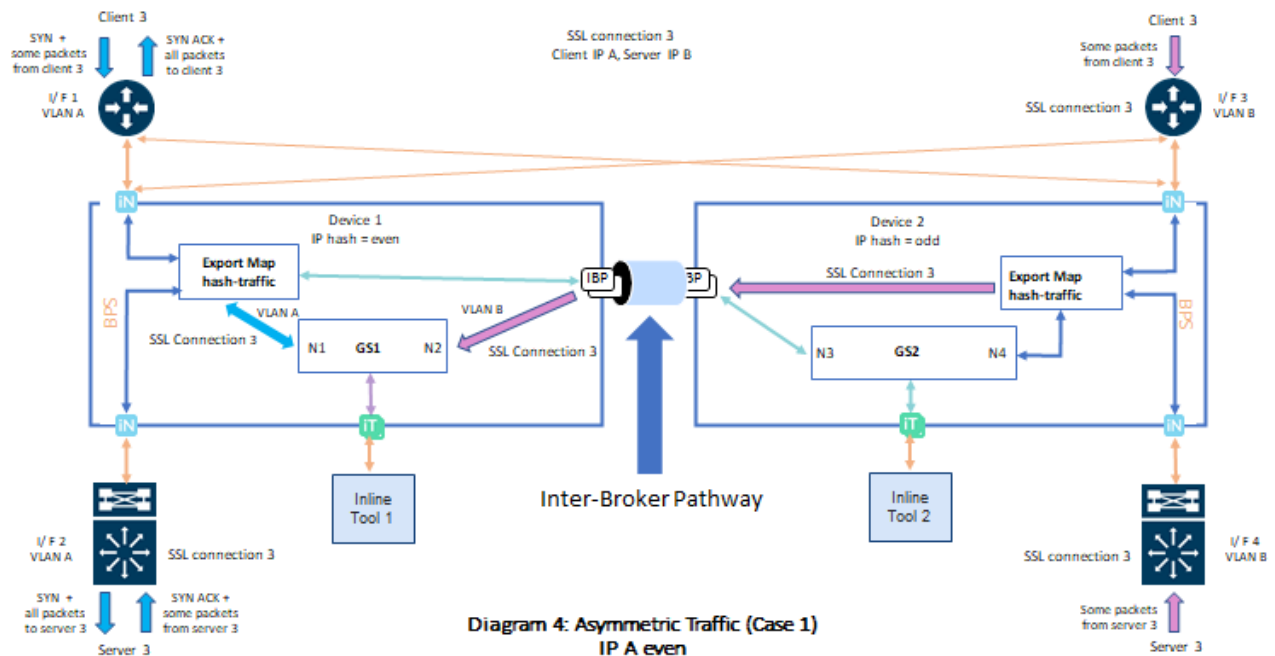 Client 3
SYN +
some packets
from client 3
SYN ACK +
all packets
to client 3
SSL connection 3
Client IP A, Server IP B
Client 3
Some packets
from client 3
I/ F 1
VLAN A
SSL connection 3
I/ F 3
VLAN B
iN
iN
Device 1
IP hash = even
Device 2
IP hash = odd
Export Map
hash-traffic
IBP
BP
SSL Connection 3
Export Map
hash-traffic
BPS
VLAN A
VLAN B
BPS
SSL Connection 3
N1
GS1
N2
SSL Connection 3
N3
GS2
N4
iN
iT
iT
iN
Inline
Tool 1
Inter-Broker Pathway
Inline
Tool 2
I/ F 2
VLAN A
SSL connection 3
SSL connection 3
I/ F 4
VLAN B
SYN +
all packets
to server 3
SYN ACK +
some packets
from server 3
Some packets
from server 3
Server 3
Server 3
Diagram 4: Asymmetric Traffic (Case 1)
IP A even